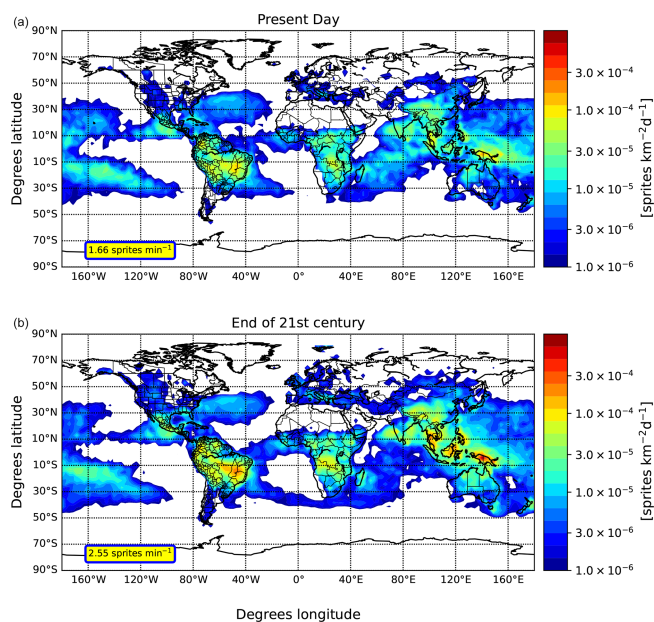 (a)
Present Day
90°N
70°N
50°N
30°N
10°N
10°S
30°S
50°S
70°S
90°S
Degrees latitude
1.66 sprites min⁻¹
160°W 120°W 80°W 40°W 0° 40°E 80°E 120°E 160°E
3.0 × 10⁻⁴
1.0 × 10⁻⁴
3.0 × 10⁻⁵
1.0 × 10⁻⁵
3.0 × 10⁻⁶
1.0 × 10⁻⁶
[sprites km⁻²d⁻¹]
(b)
End of 21st century
90°N
70°N
50°N
30°N
10°N
10°S
30°S
50°S
70°S
90°S
Degrees latitude
2.55 sprites min⁻¹
160°W 120°W 80°W 40°W 0° 40°E 80°E 120°E 160°E
3.0 × 10⁻⁴
1.0 × 10⁻⁴
3.0 × 10⁻⁵
1.0 × 10⁻⁵
3.0 × 10⁻⁶
1.0 × 10⁻⁶
[sprites km⁻²d⁻¹]
Degrees longitude